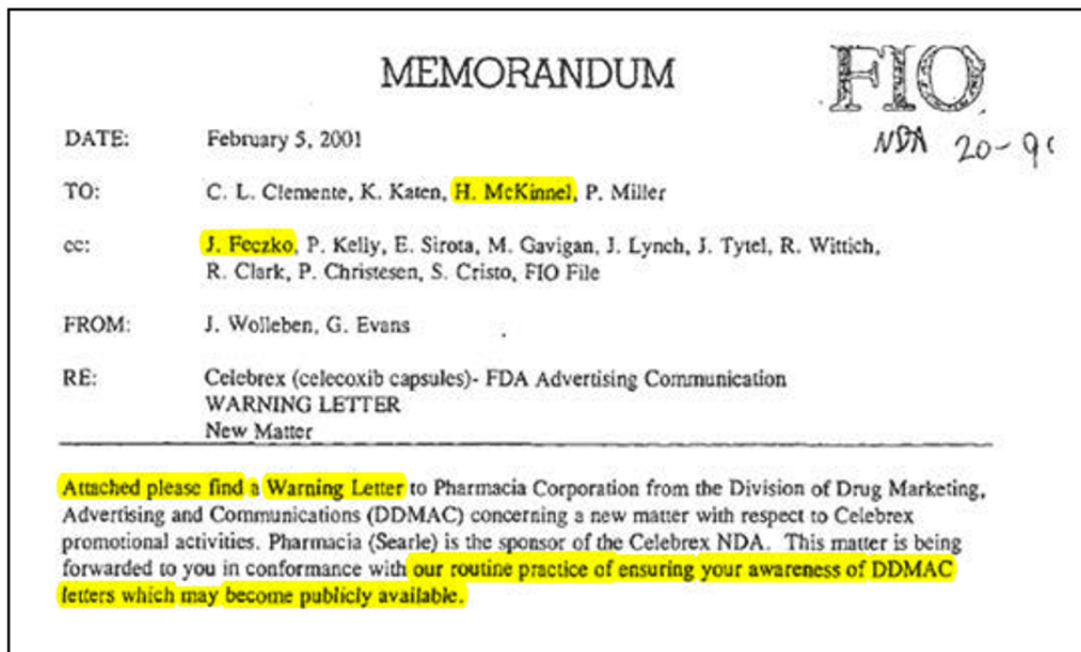 MEMORANDUM
FIO
NDA 20-9
DATE: February 5, 2001
TO: C. L. Clemente, K. Katen, H. McKinnel, P. Miller
cc: J. Feczko, P. Kelly, E. Sirota, M. Gavigan, J. Lynch, J. Tytel, R. Wittich,
R. Clark, P. Christesen, S. Cristo, FIO File
FROM: J. Wolleben, G. Evans
RE: Celebrex (celecoxib capsules)- FDA Advertising Communication
WARNING LETTER
New Matter
Attached please find a Warning Letter to Pharmacia Corporation from the Division of Drug Marketing,
Advertising and Communications (DDMAC) concerning a new matter with respect to Celebrex
promotional activities. Pharmacia (Searle) is the sponsor of the Celebrex NDA. This matter is being
forwarded to you in conformance with our routine practice of ensuring your awareness of DDMAC
letters which may become publicly available.